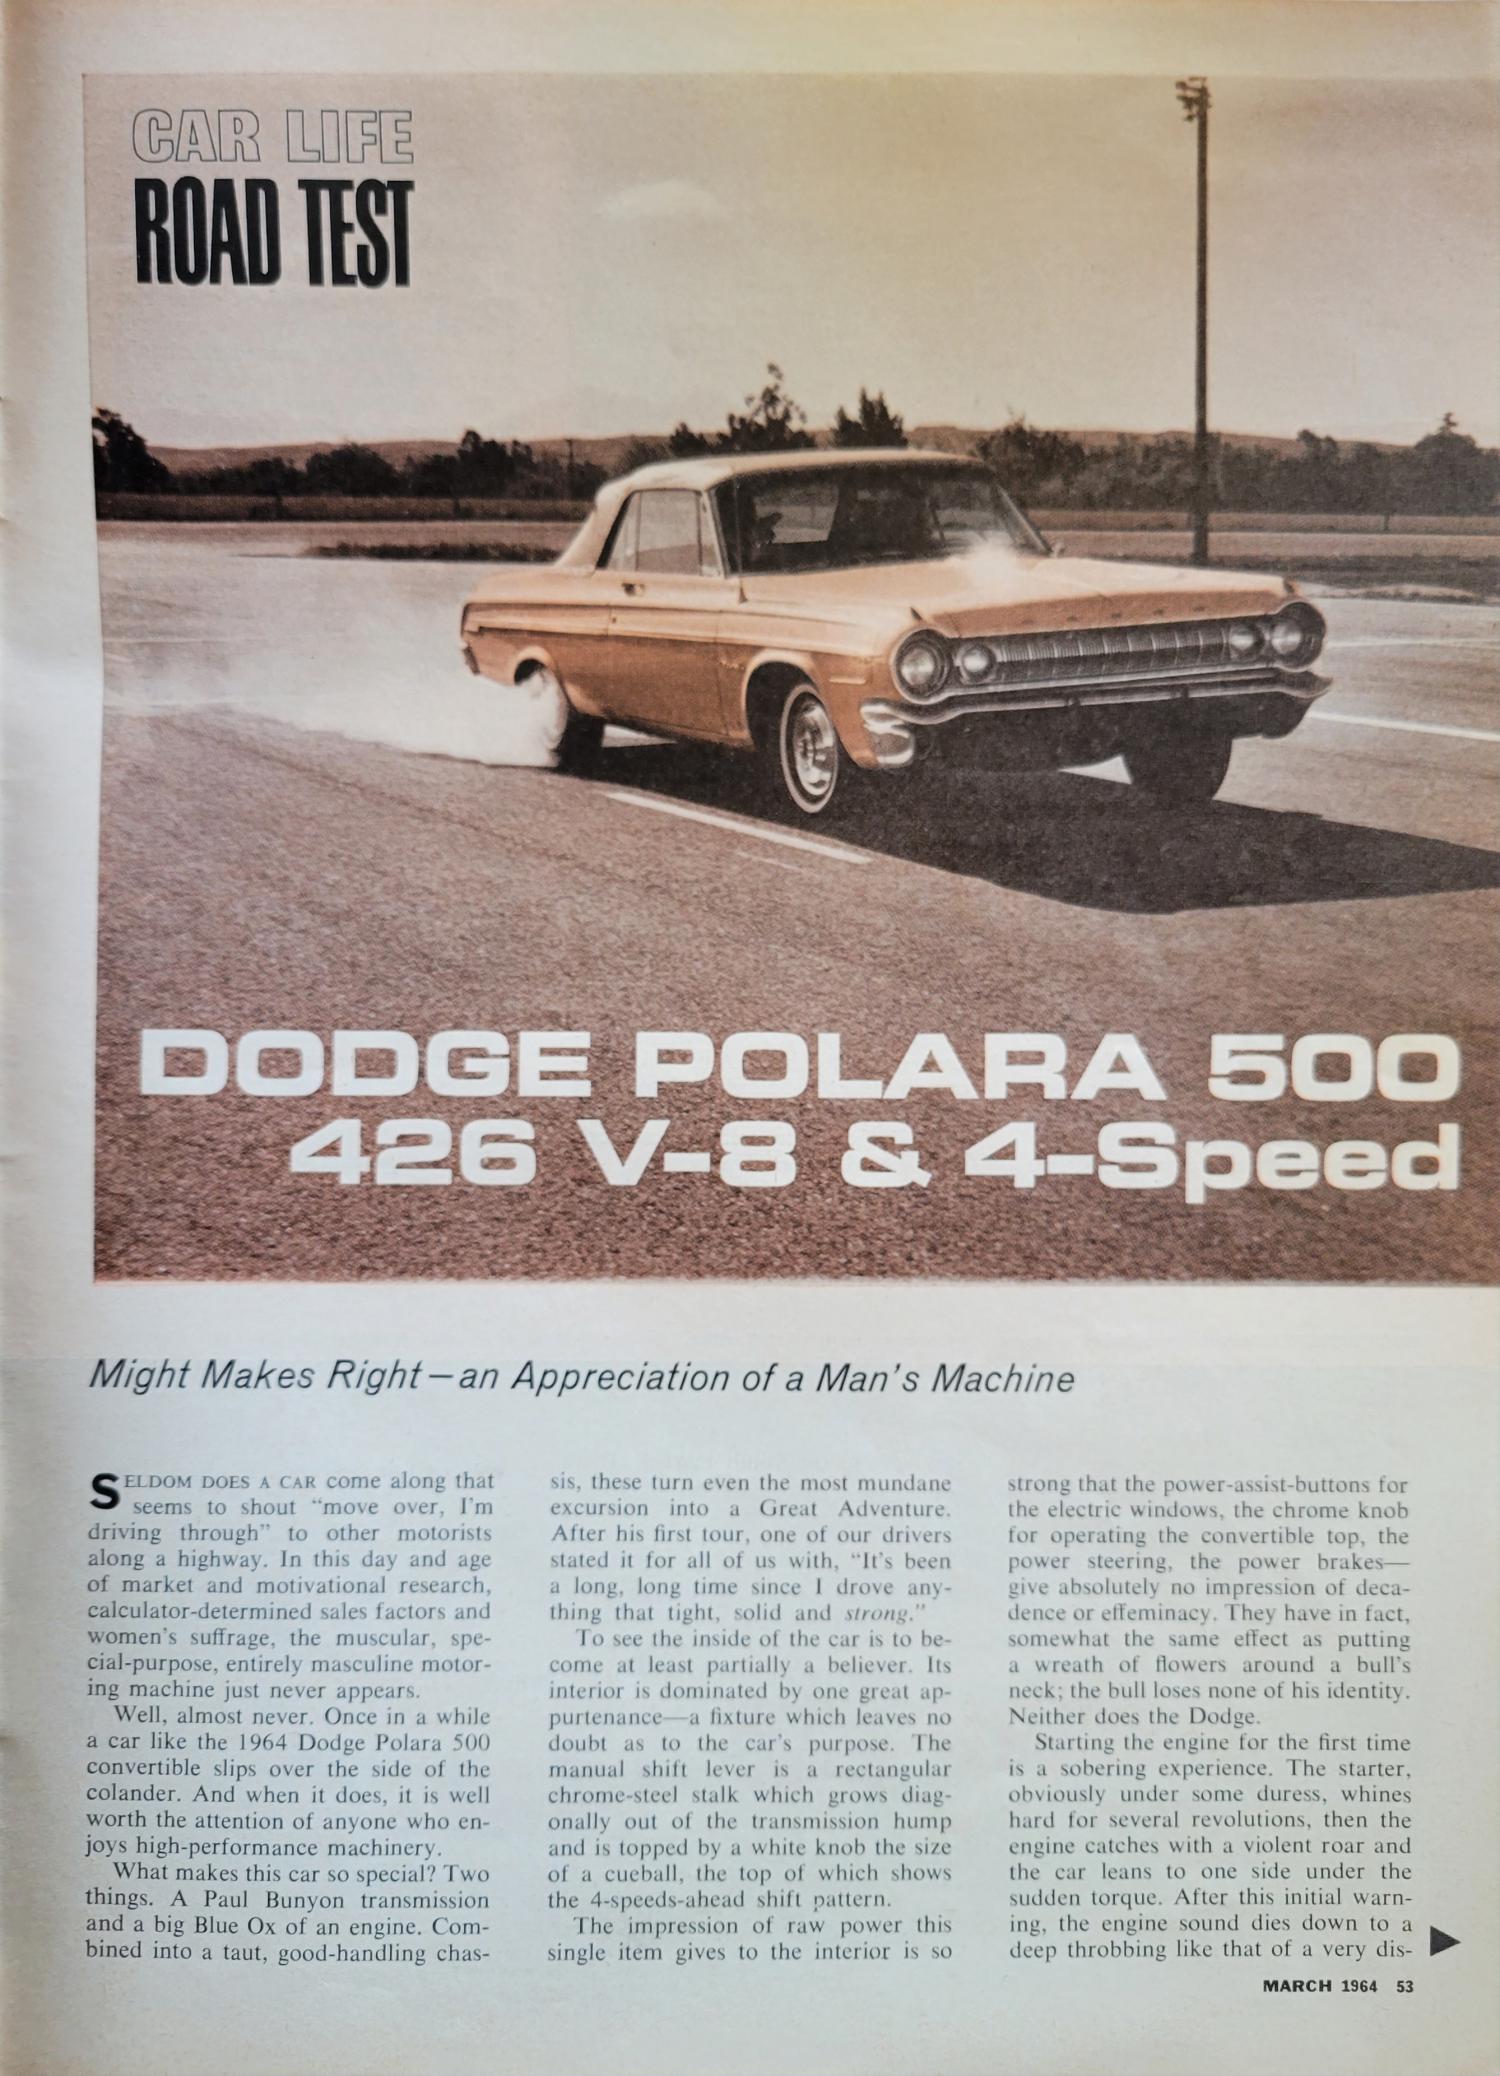 CAR LIFE
ROAD TEST
DODGE POLARA 500
426 V-8 & 4-Speed
Might Makes Right—an Appreciation of a Man's Machine
SELDOM DOES A CAR come along that
seems to shout “move over, I'm
driving through” to other motorists
along a highway. In this day and age
of market and motivational research,
calculator-determined sales factors and
women's suffrage, the muscular, spe-
cial-purpose, entirely masculine motor-
ing machine just never appears.
Well, almost never. Once in a while
a car like the 1964 Dodge Polara 500
convertible slips over the side of the
colander. And when it does, it is well
worth the attention of anyone who en-
joys high-performance machinery.
What makes this car so special? Two
things. A Paul Bunyon transmission
and a big Blue Ox of an engine. Com-
bined into a taut, good-handling chas-
sis, these turn even the most mundane
excursion into a Great Adventure.
After his first tour, one of our drivers
stated it for all of us with, “It's been
a long, long time since I drove any-
thing that tight, solid and strong.”
To see the inside of the car is to be-
come at least partially a believer. Its
interior is dominated by one great ap-
purtenance—a fixture which leaves no
doubt as to the car's purpose. The
manual shift lever is a rectangular
chrome-steel stalk which grows diag-
onally out of the transmission hump
and is topped by a white knob the size
of a cueball, the top of which shows
the 4-speeds-ahead shift pattern.
The impression of raw power this
single item gives to the interior is so
strong that the power-assist-buttons for
the electric windows, the chrome knob
for operating the convertible top, the
power steering, the power brakes—
give absolutely no impression of deca-
dence or effeminacy. They have in fact,
somewhat the same effect as putting
a wreath of flowers around a bull's
neck; the bull loses none of his identity.
Neither does the Dodge.
Starting the engine for the first time
is a sobering experience. The starter,
obviously under some duress, whines
hard for several revolutions, then the
engine catches with a violent roar and
the car leans to one side under the
sudden torque. After this initial warn-
ing, the engine sound dies down to a
deep throbbing like that of a very dis-
MARCH 1964 53